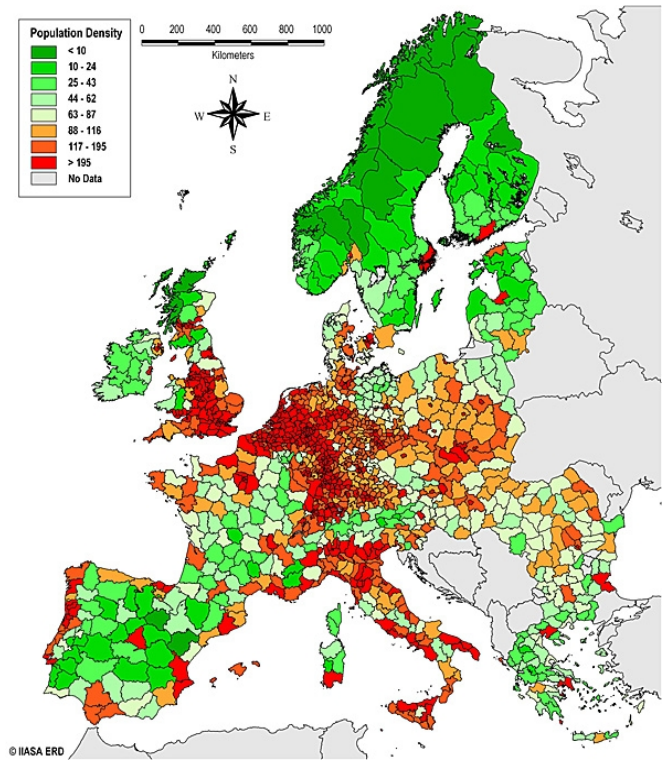 Population Density
< 10
10 - 24
25 - 43
44 - 62
63 - 87
88 - 116
117 - 195
> 195
No Data
0 200 400 600 800 1000
Kilometers
N
W E
S
© IIASA ERD